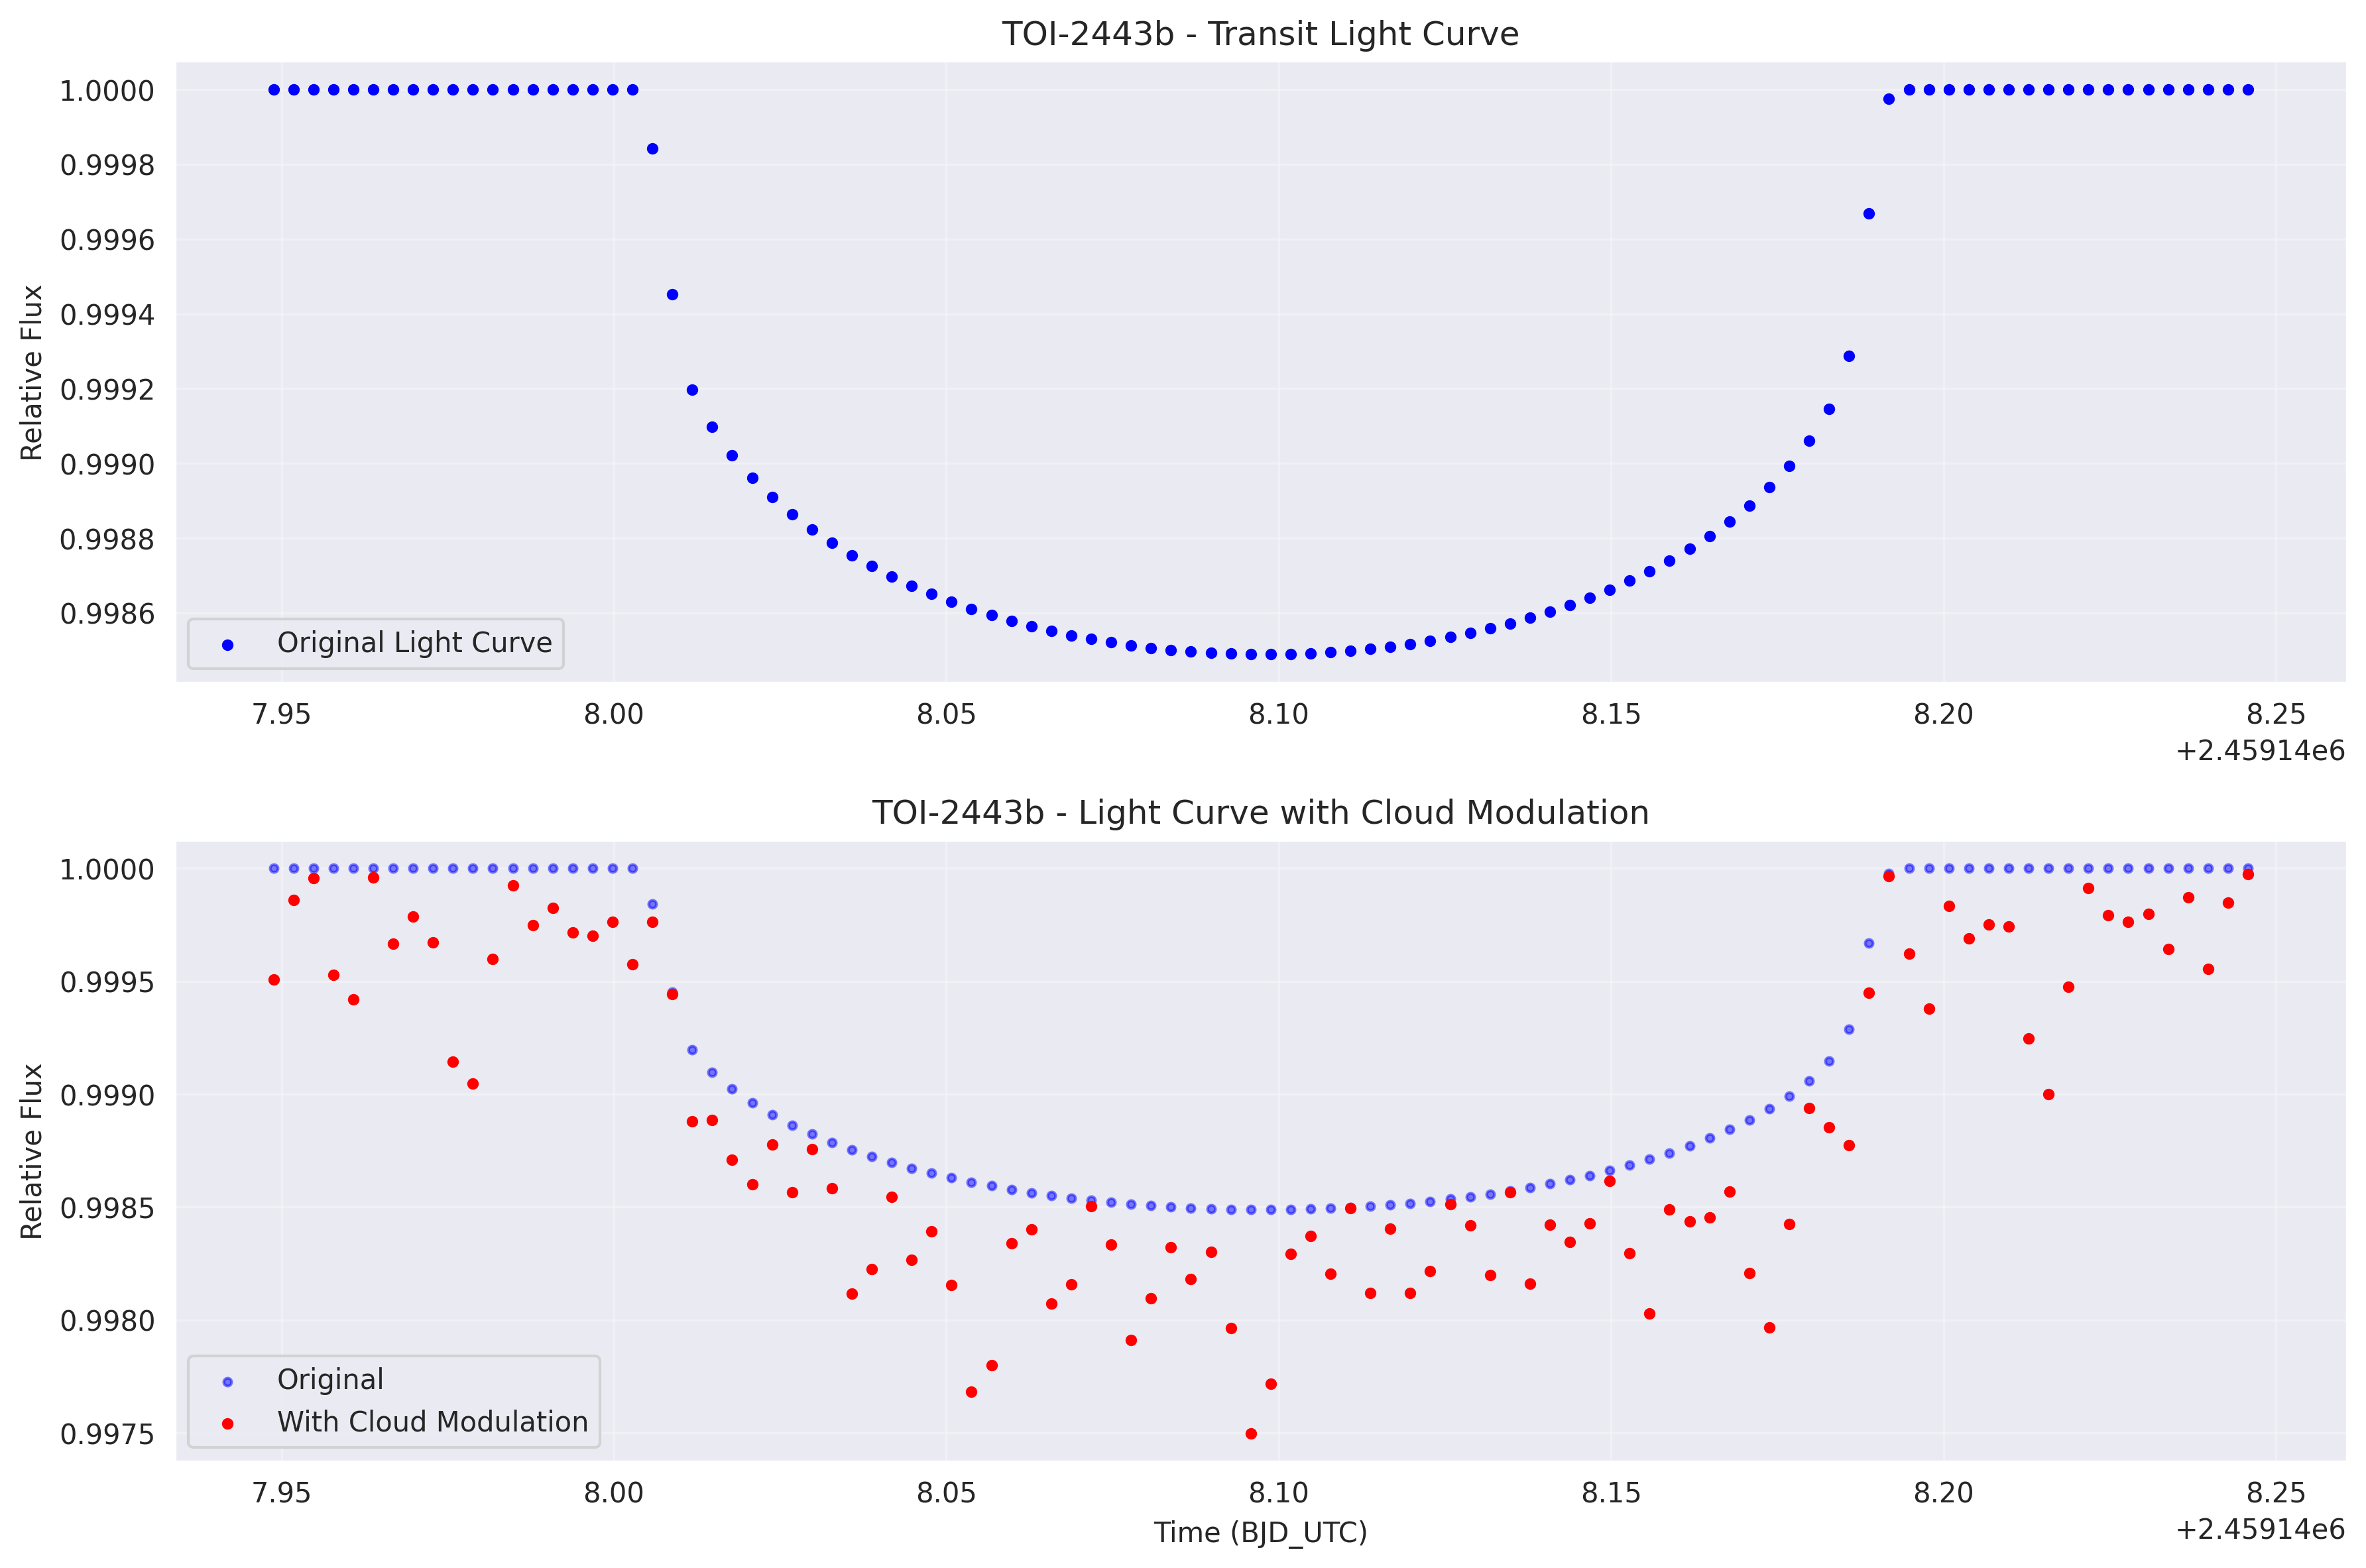 TOI-2443b - Transit Light Curve
1.0000
0.9998
0.9996
0.9994
0.9992
0.9990
0.9988
0.9986
Relative Flux
Original Light Curve
7.95 8.00 8.05 8.10 8.15 8.20 8.25
+2.45914e6
TOI-2443b - Light Curve with Cloud Modulation
1.0000
0.9995
0.9990
0.9985
0.9980
0.9975
Relative Flux
Original
With Cloud Modulation
7.95 8.00 8.05 8.10 8.15 8.20 8.25
Time (BJD_UTC)
+2.45914e6